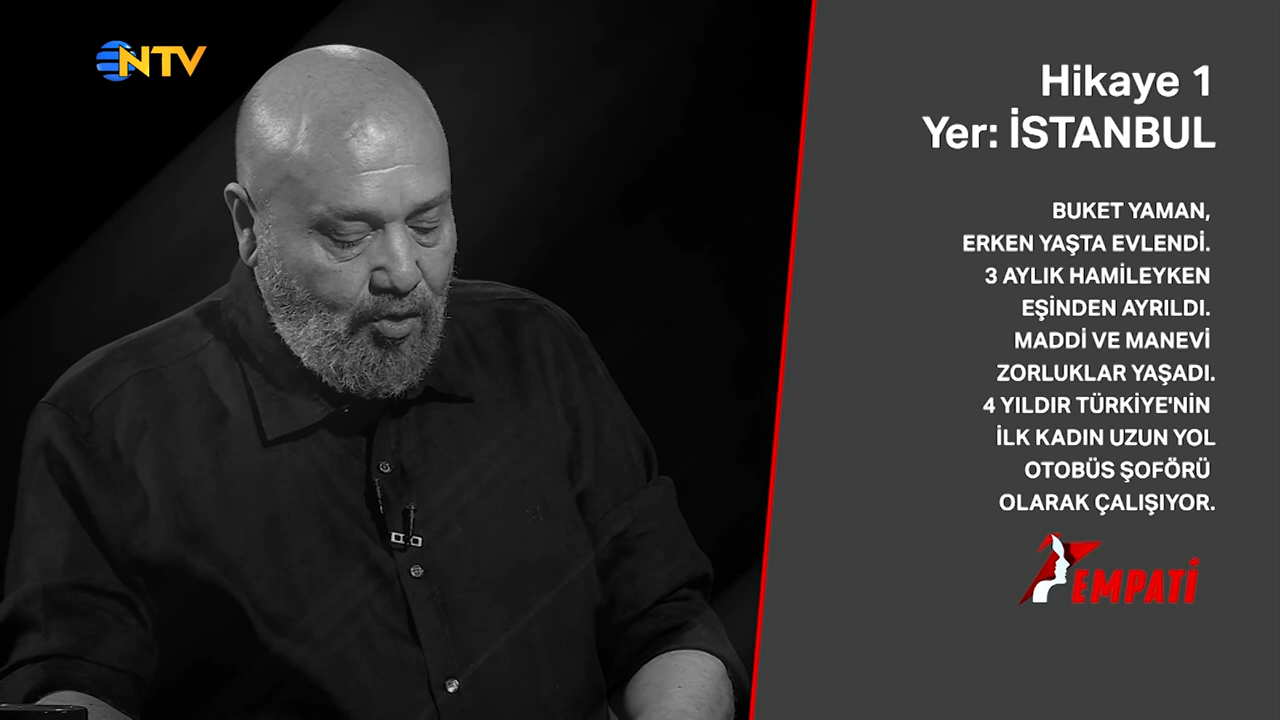 NTV
Hikaye 1
Yer: İSTANBUL
BUKET YAMAN,
ERKEN YAŞTA EVLENDİ.
3 AYLIK HAMİLEYKEN
EŞİNDEN AYRILDI.
MADDİ VE MANEVİ
ZORLUKLAR YAŞADI.
4 YILDIR TÜRKİYE'NİN
İLK KADIN UZUN YOL
OTOBÜS ŞOFÖRÜ
OLARAK ÇALIŞIYOR.
EMPATİ